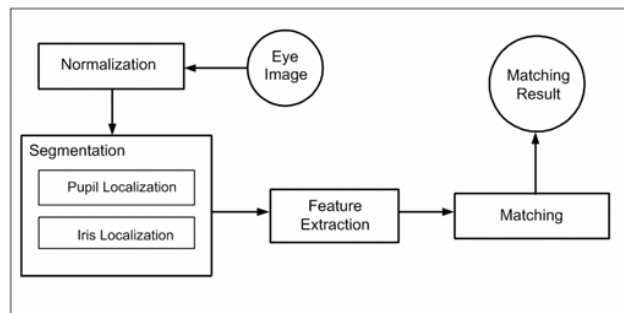 Normalization
Eye
Image
Matching
Result
Segmentation
Pupil Localization
Iris Localization
Feature
Extraction
Matching